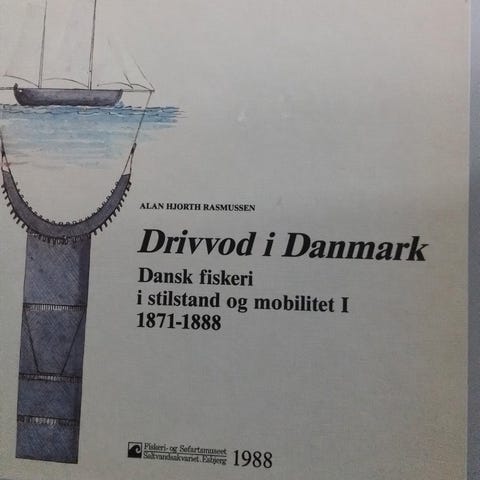 ALAN HJORTH RASMUSSEN
Drivvod i Danmark
Dansk fiskeri
i stilstand og mobilitet I
1871-1888
Fiskeri- og Søfartsmuseet
Saltvandsakvariet . Esbjerg
1988